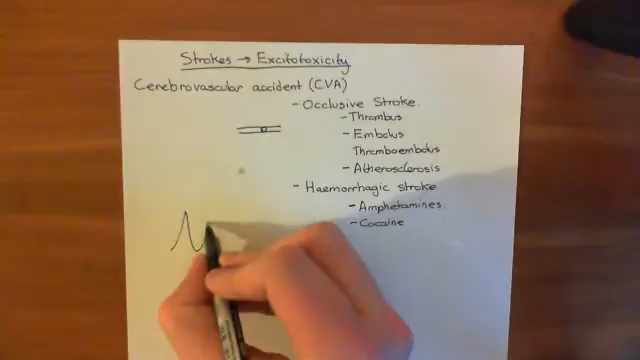 Strokes → Excitotoxicity
Cerebrovascular accident (CVA)
- Occlusive Stroke.
- Thrombus
- Embolus
Thromboembolus
- Atherosclerosis
- Haemorrhagic stroke
- Amphetamines.
- Cocaine